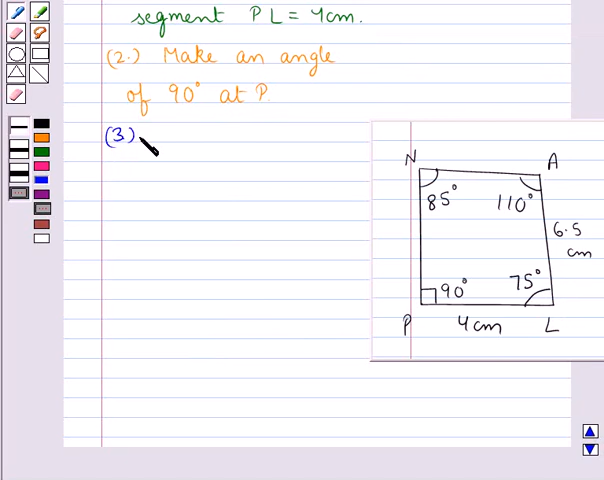 segment PL = 4cm.
(2.) Make an angle
of 90° at P
(3)
N
A
85°
110°
6.5
cm
90°
75°
P
4cm
L